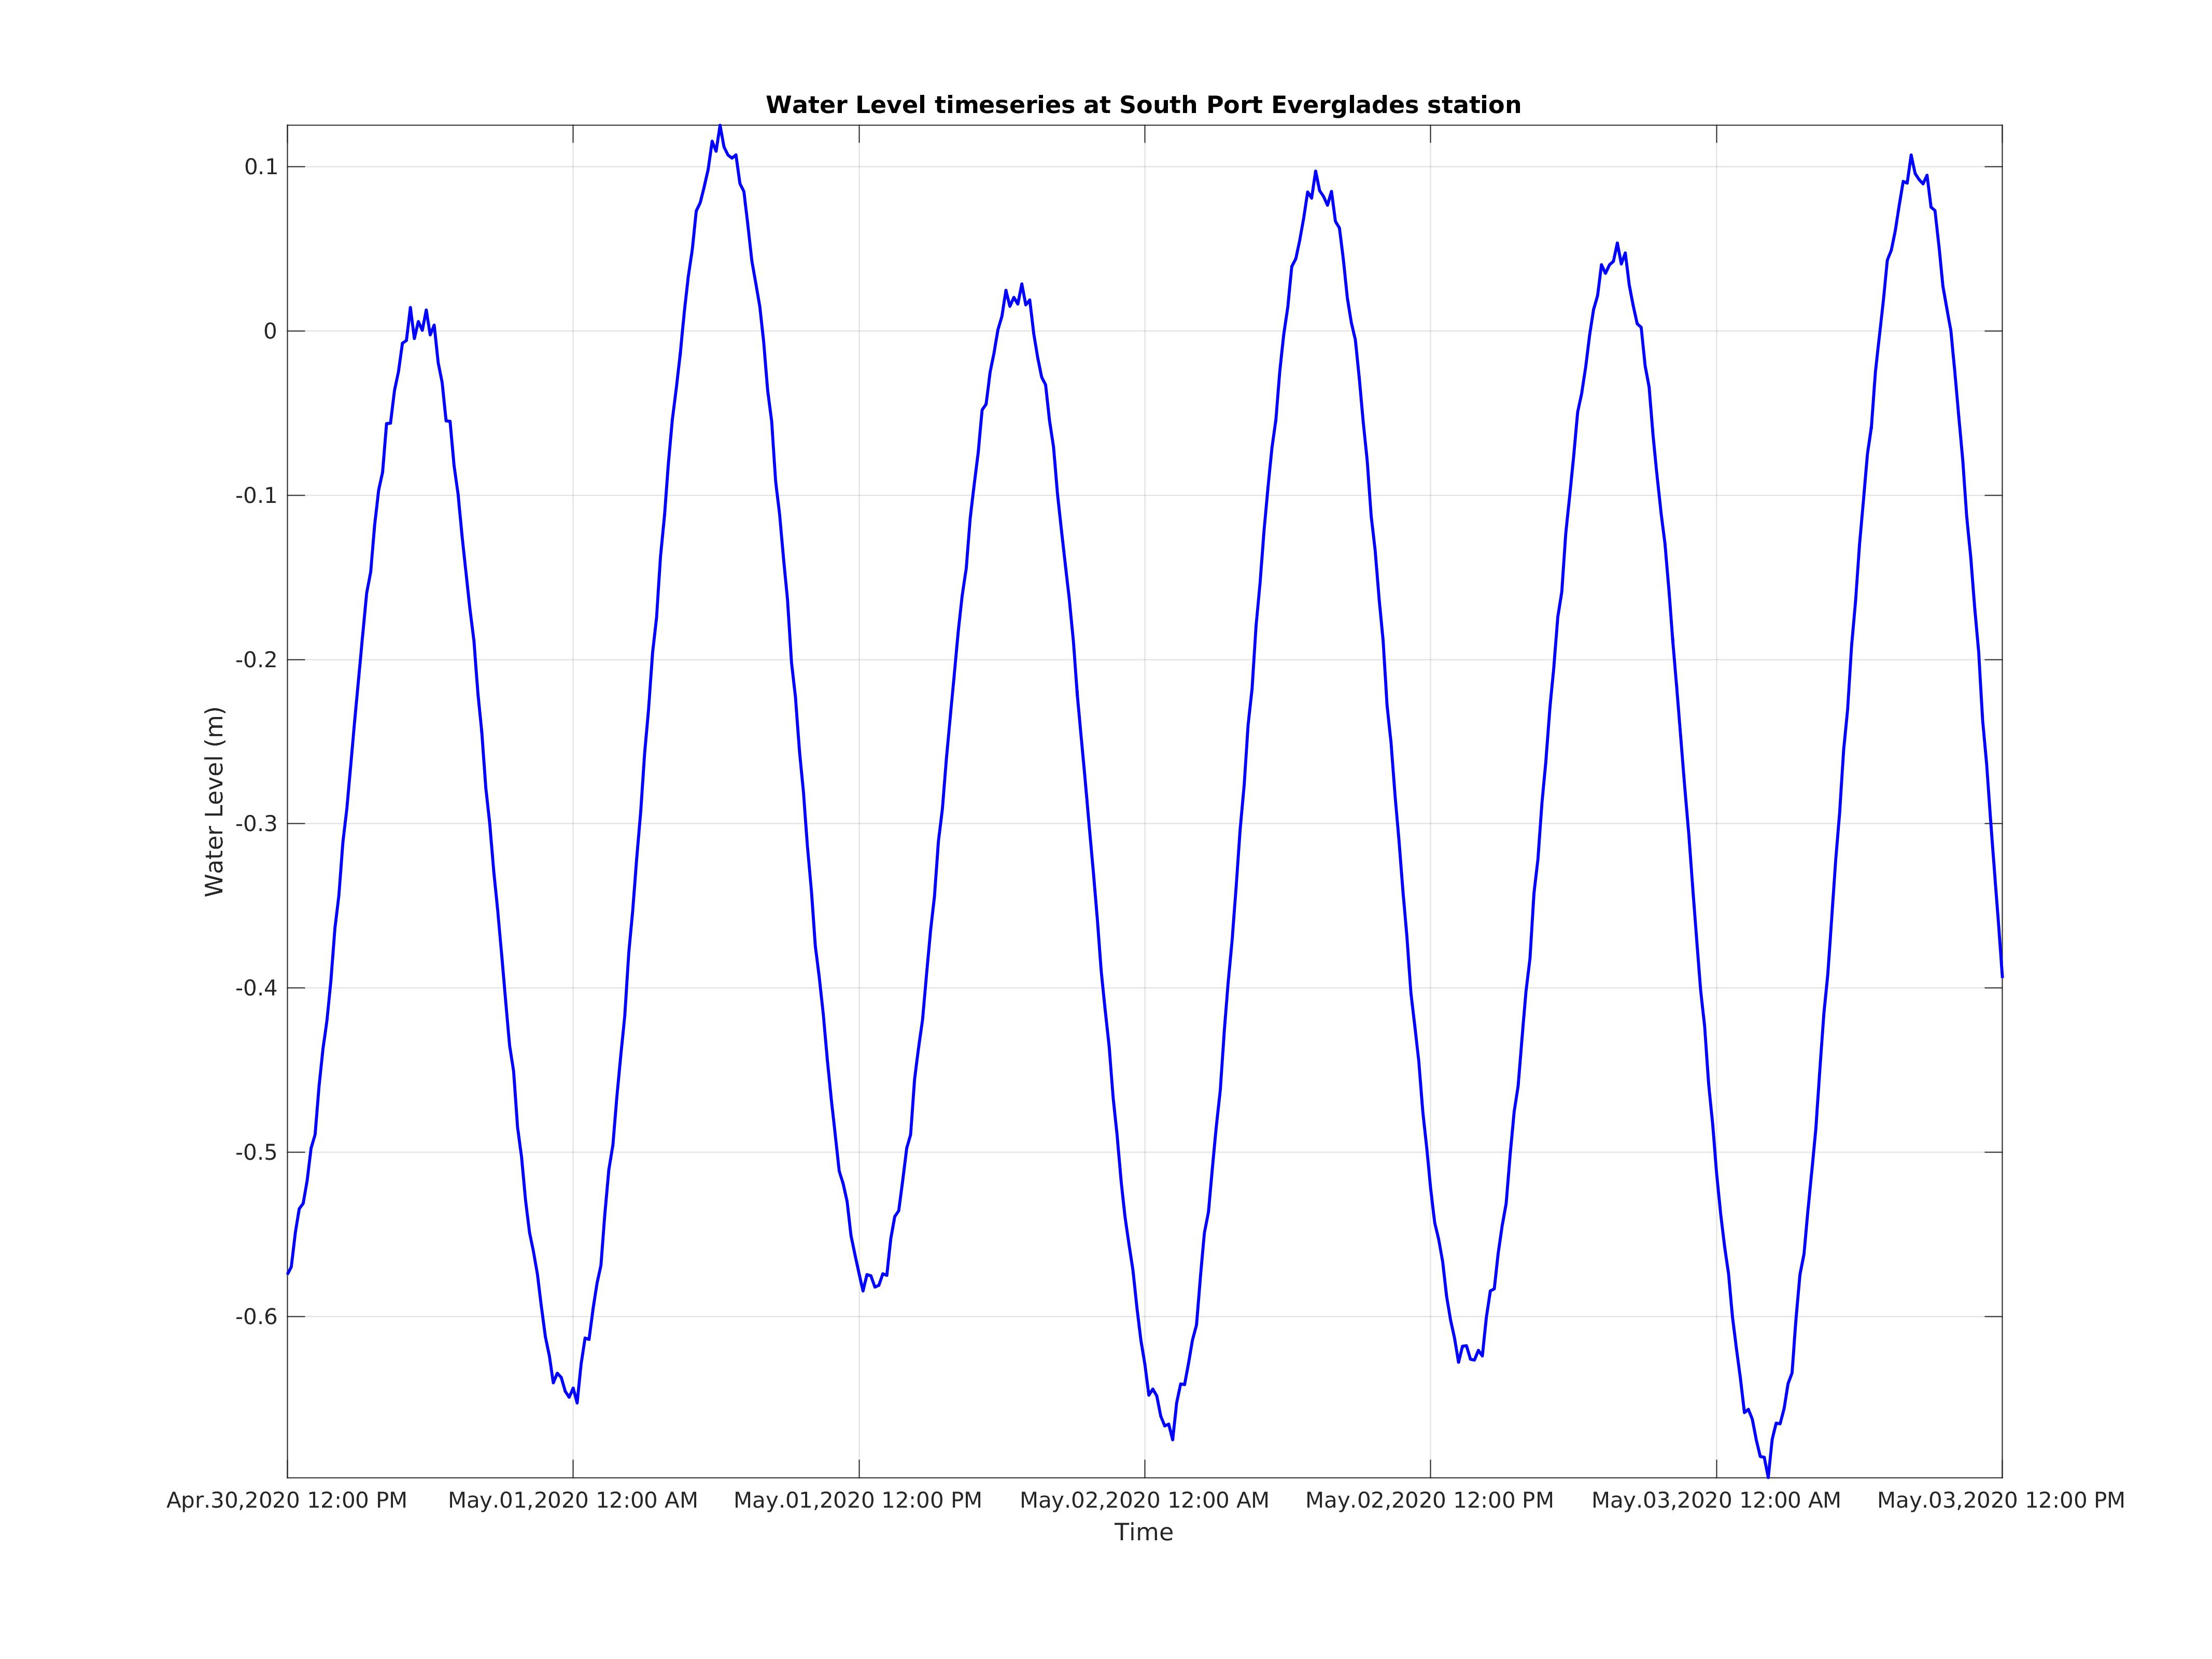 Water Level timeseries at South Port Everglades station
0.1
0
-0.1
-0.2
-0.3
-0.4
-0.5
-0.6
Water Level (m)
Apr.30,2020 12:00 PM
May.01,2020 12:00 AM
May.01,2020 12:00 PM
May.02,2020 12:00 AM
May.02,2020 12:00 PM
May.03,2020 12:00 AM
May.03,2020 12:00 PM
Time